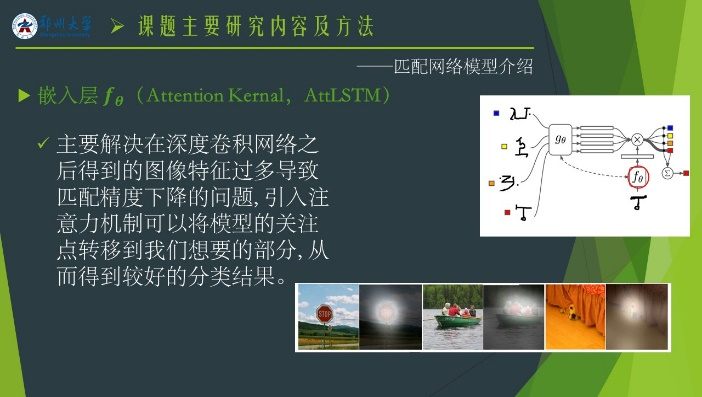 郑州大学
➢ 课题主要研究内容及方法
——匹配网络模型介绍
▶ 嵌入层 fθ（Attention Kernal，AttLSTM）
✓ 主要解决在深度卷积网络之
后得到的图像特征过多导致
匹配精度下降的问题，引入注
意力机制可以将模型的关注
点转移到我们想要的部分，从
而得到较好的分类结果。
gθ
fθ
Σ
STOP